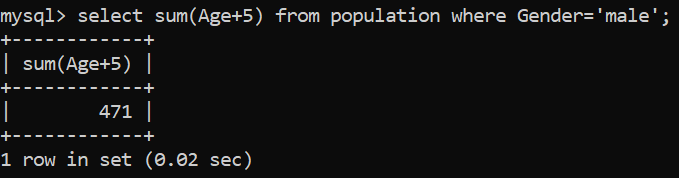 mysql> select sum(Age+5) from population where Gender='male';
+------------+
| sum(Age+5) |
+------------+
|        471 |
+------------+
1 row in set (0.02 sec)